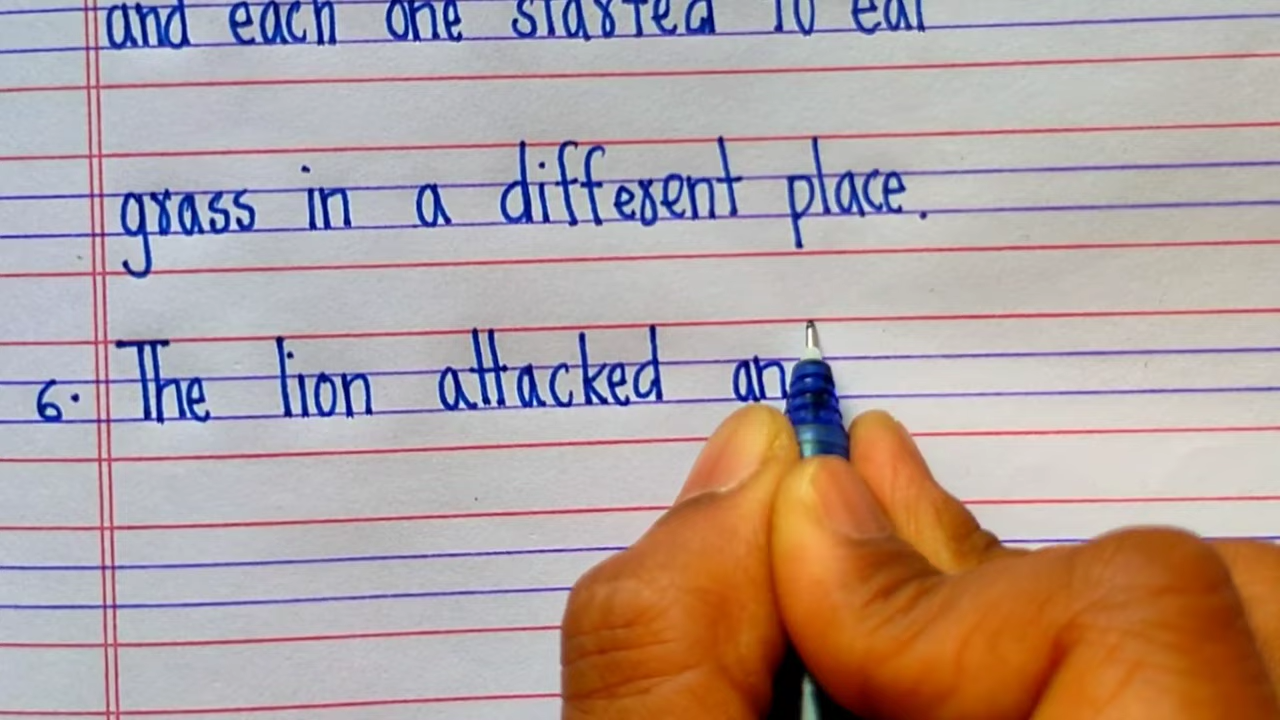 and each one started to eat
grass in a different place.
6. The lion attacked an